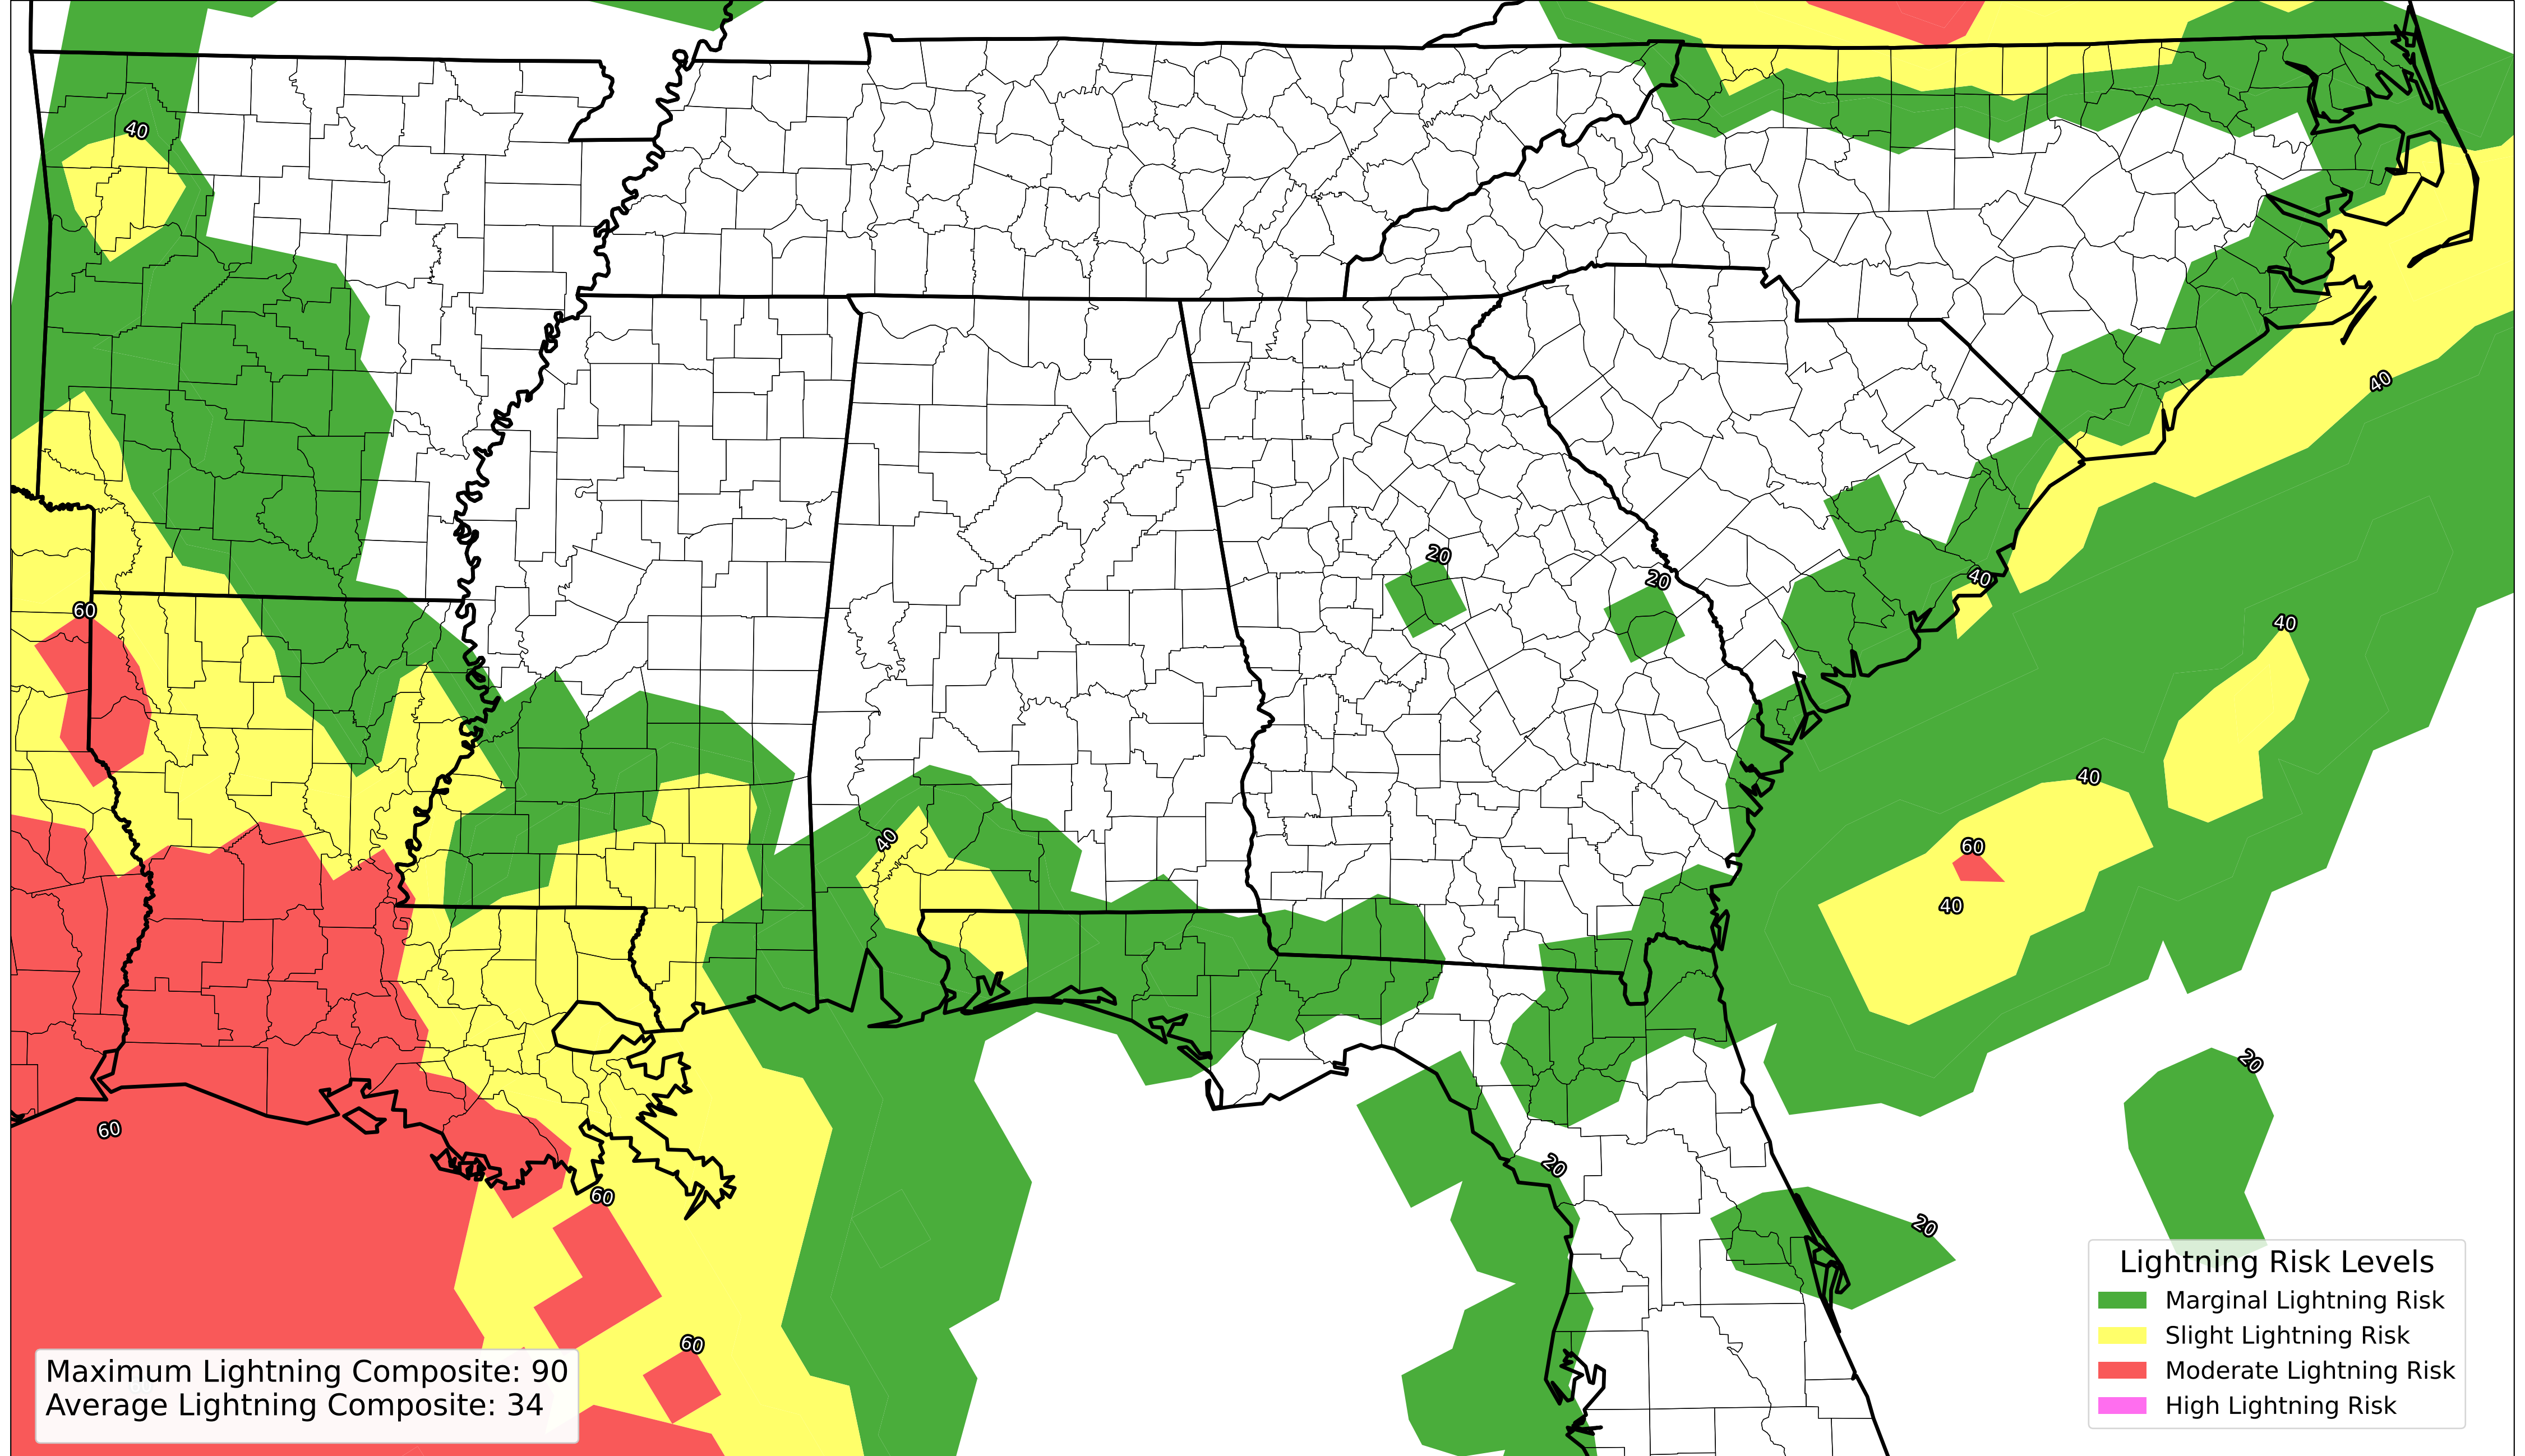 40
40
60
20
20
40
40
40
40
60
40
60
20
20
60
20
60
Lightning Risk Levels
Marginal Lightning Risk
Slight Lightning Risk
Moderate Lightning Risk
High Lightning Risk
Maximum Lightning Composite: 90
Average Lightning Composite: 34